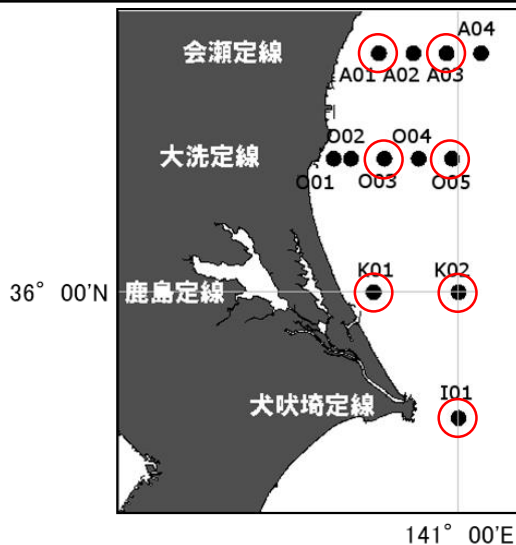 A04
会瀬定線
A01 A02 A03
O02 O04
大洗定線
O01 O03 O05
K01 K02
36° 00'N 鹿島定線
I01
犬吠埼定線
141° 00'E